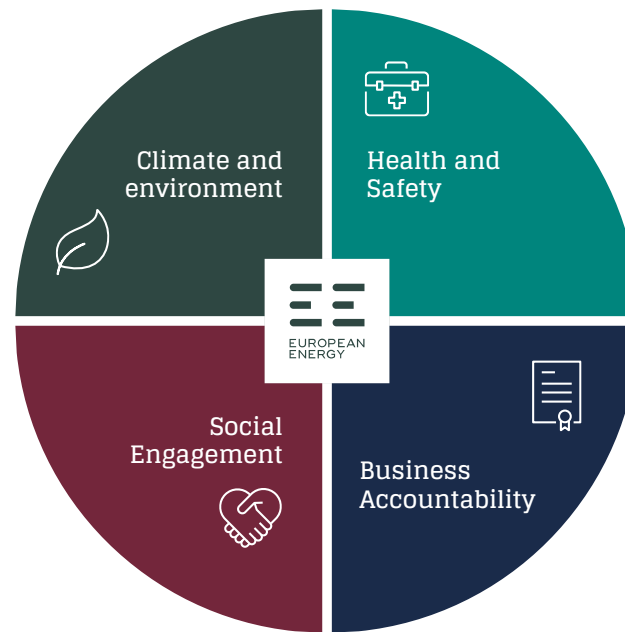 Climate and
environment
Health and
Safety
EUROPEAN
ENERGY
Social
Engagement
Business
Accountability